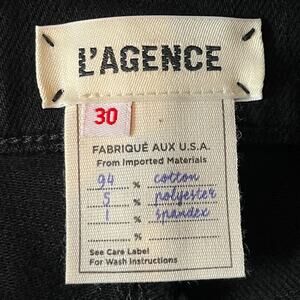 L'AGENCE
30
FABRIQUÉ AUX U.S.A.
From Imported Materials
94 % cotton
5 % polyester
1 % spandex
%
See Care Label
For Wash Instructions